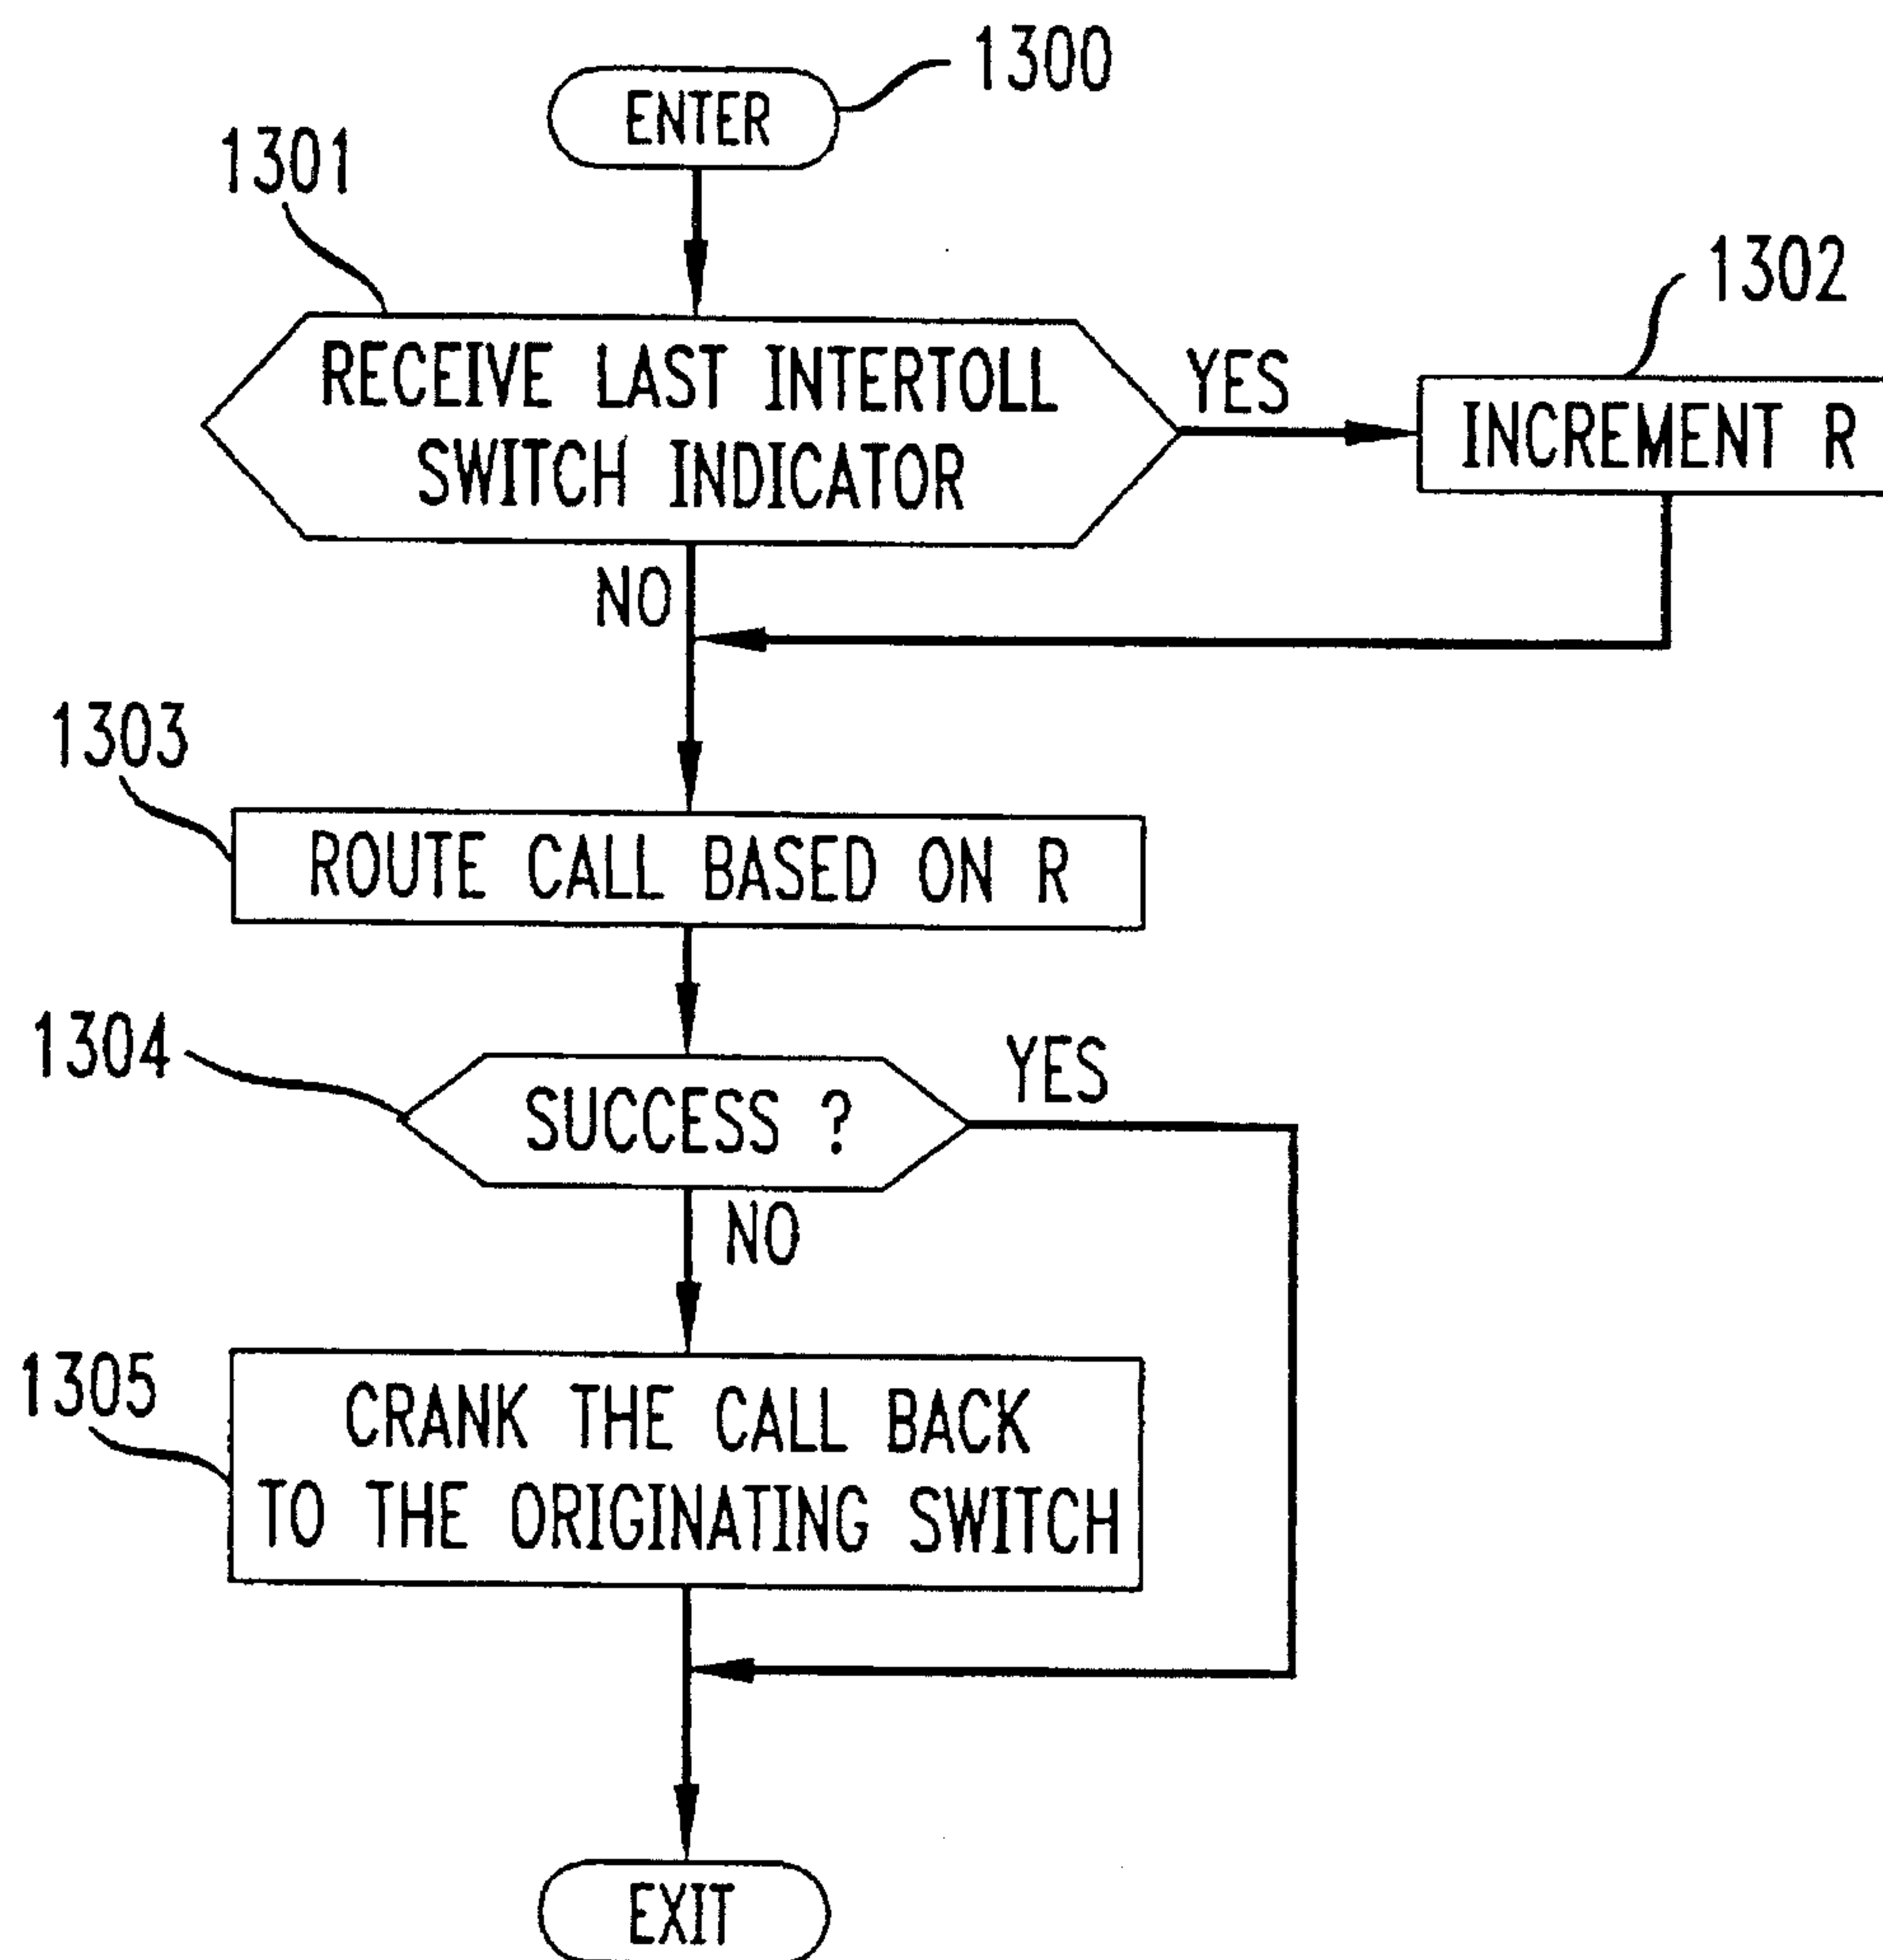 1300
ENTER
1301
RECEIVE LAST INTERTOLL
SWITCH INDICATOR
YES
1302
INCREMENT R
NO
1303
ROUTE CALL BASED ON R
1304
SUCCESS ?
YES
NO
1305
CRANK THE CALL BACK
TO THE ORIGINATING SWITCH
EXIT